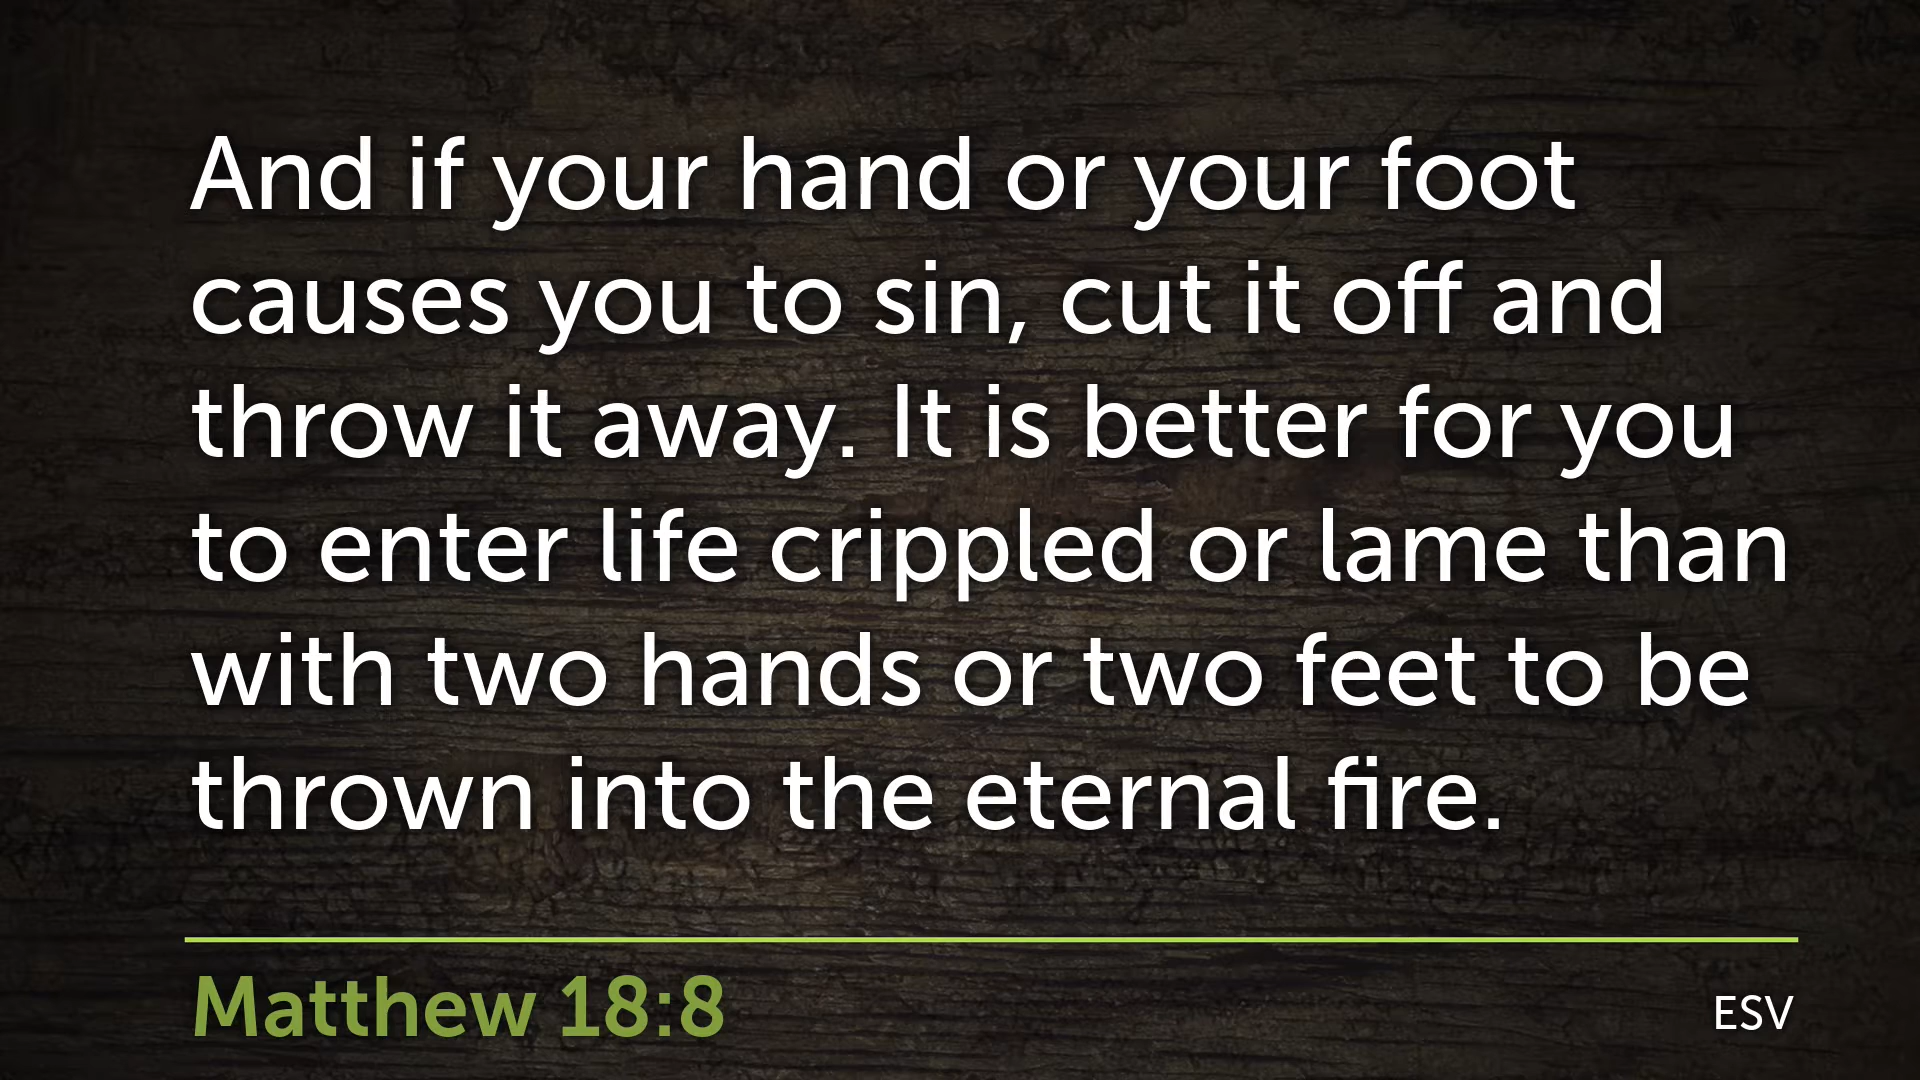 And if your hand or your foot
causes you to sin, cut it off and
throw it away. It is better for you
to enter life crippled or lame than
with two hands or two feet to be
thrown into the eternal fire.
Matthew 18:8
ESV